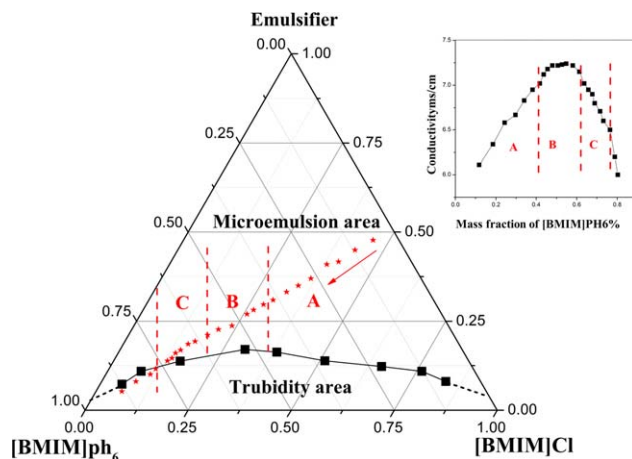 Emulsifier
0.00
1.00
0.25
0.75
0.50
Microemulsion area
0.50
C
B
A
0.75
0.25
Trubidity area
1.00
0.00
0.00
0.25
0.50
0.75
1.00
[BMIM]ph6
[BMIM]Cl
7.5
7.0
6.5
6.0
Conductivityms/cm
A
B
C
0.0
0.2
0.4
0.6
0.8
Mass fraction of [BMIM]PH6%